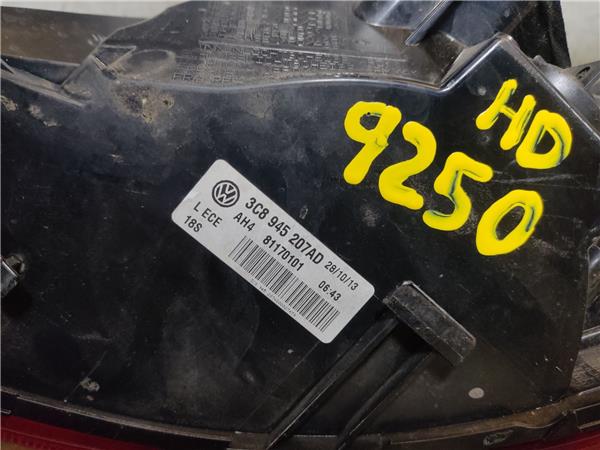 HD
9250
3C8 945 207AD 28/10/13
L ECE AH4 81170101 06:43
18S